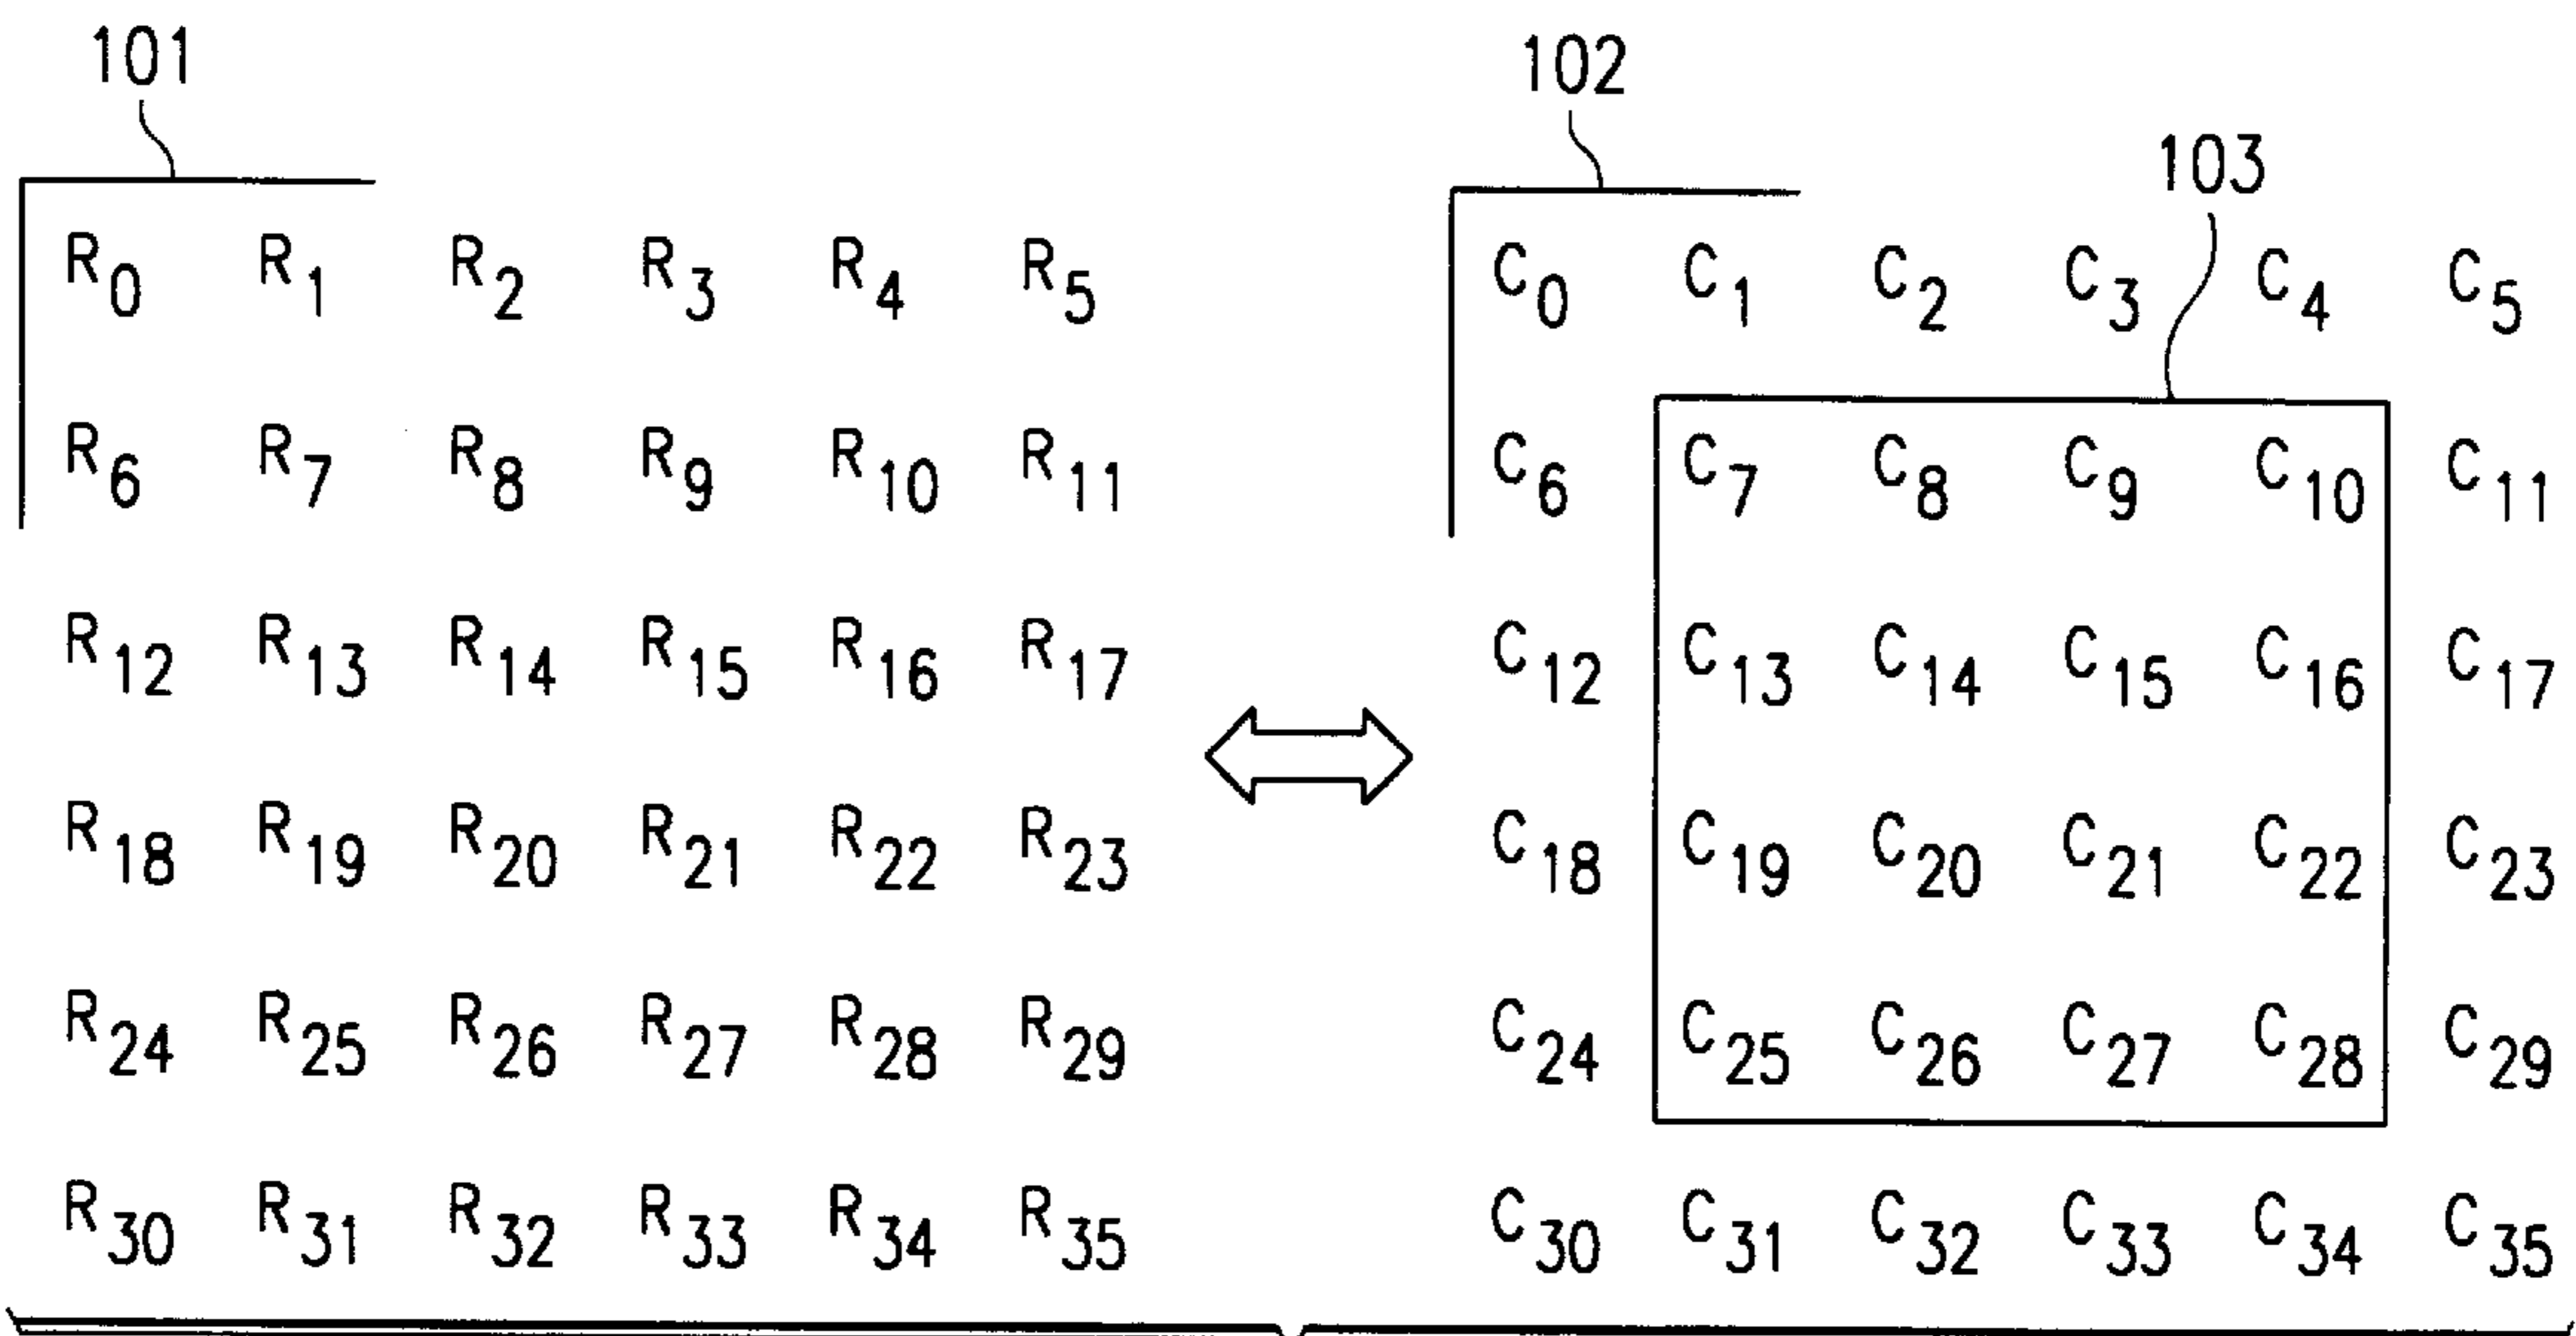 101
102
103
R0 R1 R2 R3 R4 R5
C0 C1 C2 C3 C4 C5
R6 R7 R8 R9 R10 R11
C6 C7 C8 C9 C10 C11
R12 R13 R14 R15 R16 R17
C12 C13 C14 C15 C16 C17
R18 R19 R20 R21 R22 R23
C18 C19 C20 C21 C22 C23
R24 R25 R26 R27 R28 R29
C24 C25 C26 C27 C28 C29
R30 R31 R32 R33 R34 R35
C30 C31 C32 C33 C34 C35